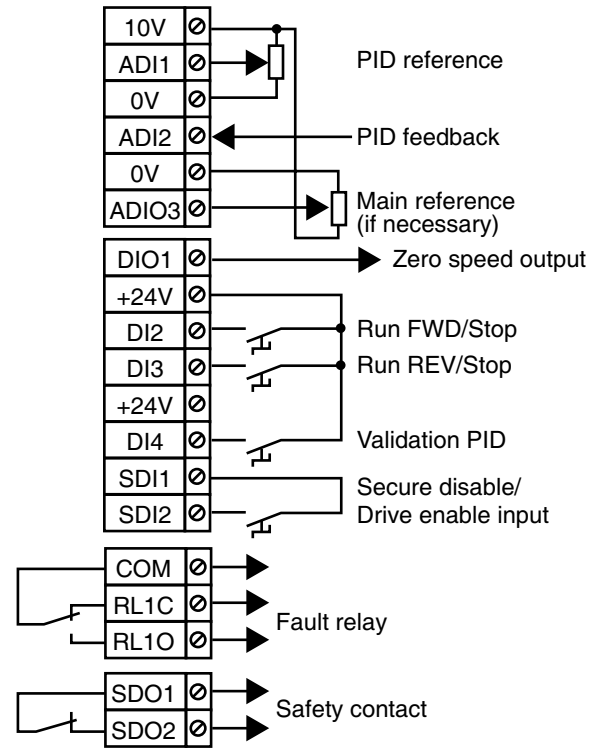 10V
ADI1
PID reference
0V
ADI2
PID feedback
0V
ADIO3
Main reference
(if necessary)
DIO1
Zero speed output
+24V
DI2
Run FWD/Stop
DI3
Run REV/Stop
+24V
DI4
Validation PID
SDI1
Secure disable/
SDI2
Drive enable input
COM
RL1C
Fault relay
RL1O
SDO1
Safety contact
SDO2